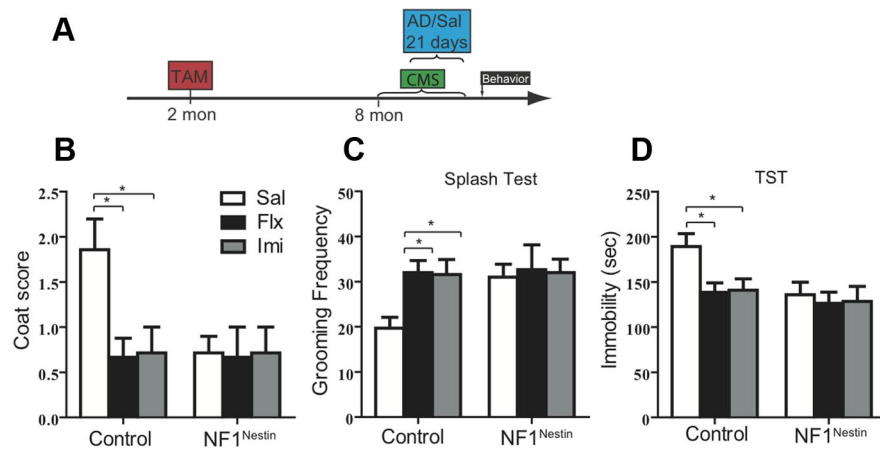 A
AD/Sal
21 days
TAM
CMS
Behavior
2 mon
8 mon
B
C
D
Splash Test
TST
Sal
Flx
Imi
Coat score
2.5
2.0
1.5
1.0
0.5
0.0
* *
Control
NF1Nestin
Grooming Frequency
50
40
30
20
10
0
* *
Control
NF1Nestin
Immobility (sec)
250
200
150
100
50
0
* *
Control
NF1Nestin